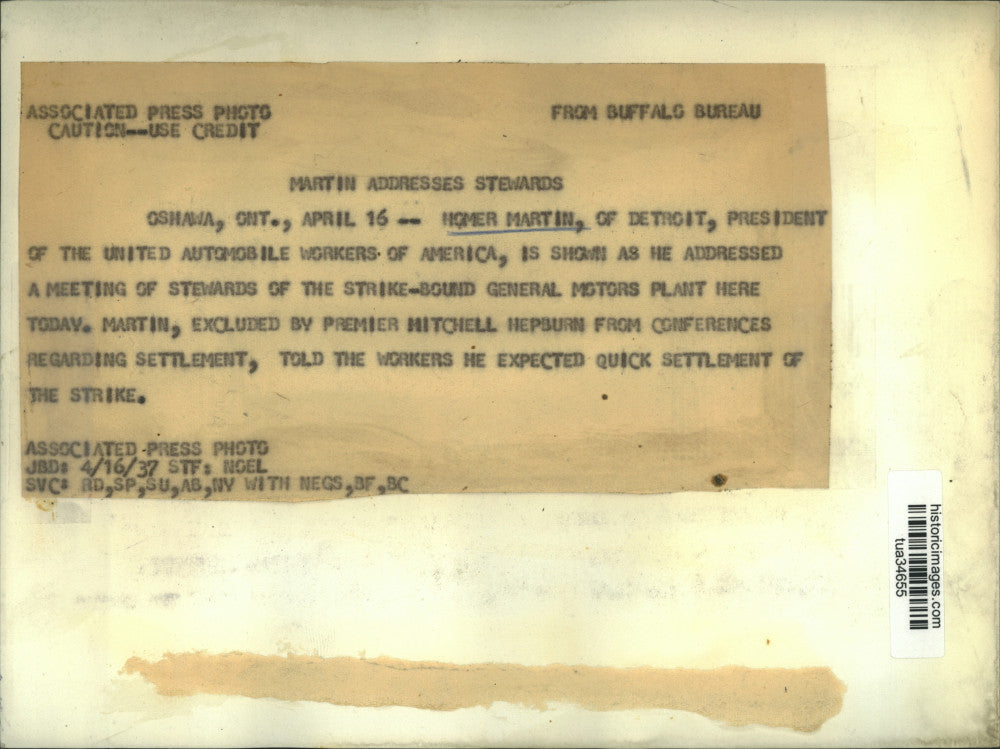 ASSOCIATED PRESS PHOTO FROM BUFFALO BUREAU
CAUTION--USE CREDIT
MARTIN ADDRESSES STEWARDS
OSHAWA, ONT., APRIL 16 -- HOMER MARTIN, OF DETROIT, PRESIDENT
OF THE UNITED AUTOMOBILE WORKERS OF AMERICA, IS SHOWN AS HE ADDRESSED
A MEETING OF STEWARDS OF THE STRIKE-BOUND GENERAL MOTORS PLANT HERE
TODAY. MARTIN, EXCLUDED BY PREMIER MITCHELL HEPBURN FROM CONFERENCES
REGARDING SETTLEMENT, TOLD THE WORKERS HE EXPECTED QUICK SETTLEMENT OF
THE STRIKE.
ASSOCIATED PRESS PHOTO
JBD: 4/16/37 STF: NOEL
SVC: RD,SP,SU,AB,NY WITH NEGS,BF,BC
historicimages.com
tua34655